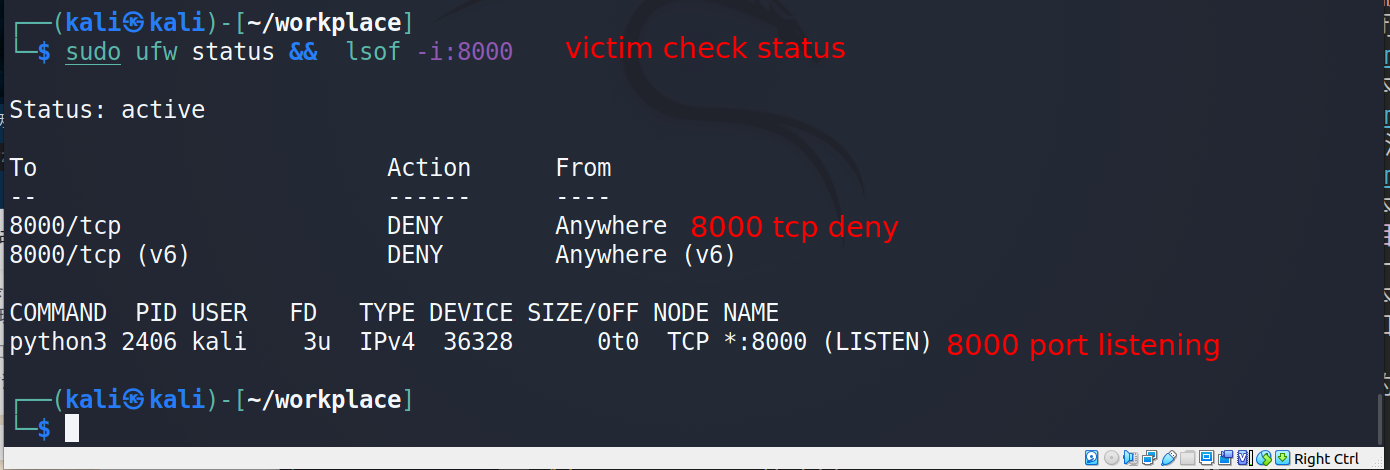 ┌──(kali㉿kali)-[~/workplace]
└─$ sudo ufw status && lsof -i:8000 victim check status
Status: active
To Action From
-- ------ ----
8000/tcp DENY Anywhere 8000 tcp deny
8000/tcp (v6) DENY Anywhere (v6)
COMMAND PID USER FD TYPE DEVICE SIZE/OFF NODE NAME
python3 2406 kali 3u IPv4 36328 0t0 TCP *:8000 (LISTEN) 8000 port listening
┌──(kali㉿kali)-[~/workplace]
└─$
Right Ctrl